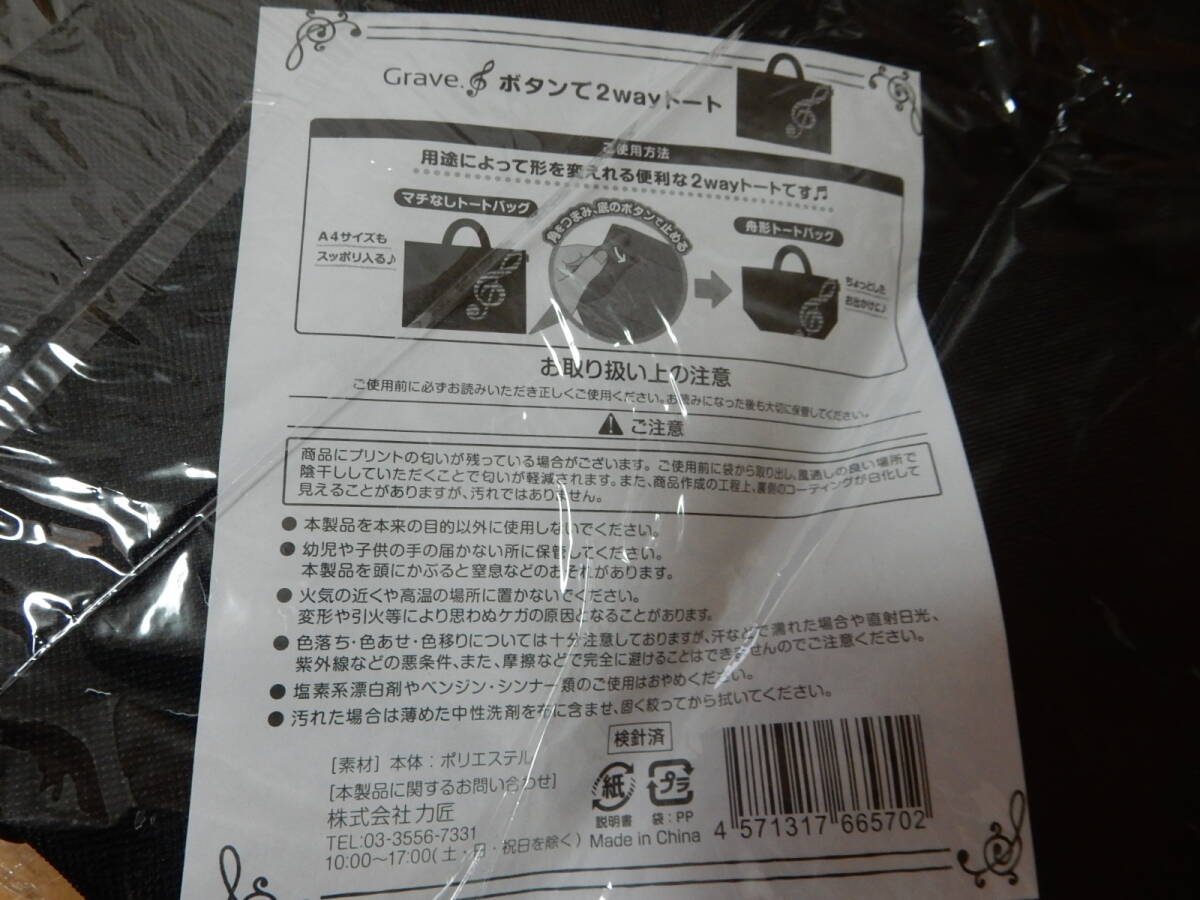 Grave. ボタンで2wayトート
ご使用方法
用途によって形を変えれる便利な2wayトートです♫
マチなしトートバッグ
A4サイズも
スッポリ入る♪
角をつまみ、底のボタンで止める
舟形トートバッグ
ちょっとした
お出かけに♪
お取り扱い上の注意
ご使用前に必ずお読みいただき正しくご使用ください。お読みになった後も大切に保管してください。
ご注意
商品にプリントの匂いが残っている場合がございます。ご使用前に袋から取り出し、風通しの良い場所で
陰干ししていただくことで匂いが軽減されます。また、商品作成の工程上、裏側のコーティングが白化して
見えることがありますが、汚れではありません。
● 本製品を本来の目的以外に使用しないでください。
● 幼児や子供の手の届かない所に保管してください。
本製品を頭にかぶると窒息などのおそれがあります。
● 火気の近くや高温の場所に置かないでください。
変形や引火等により思わぬケガの原因となることがあります。
● 色落ち・色あせ・色移りについては十分注意しておりますが、汗などで濡れた場合や直射日光、
紫外線などの悪条件、また、摩擦などで完全に避けることはできませんのでご注意ください。
● 塩素系漂白剤やベンジン・シンナー類のご使用はおやめください。
● 汚れた場合は薄めた中性洗剤を布に含ませ、固く絞ってから拭いてください。
検針済
[素材] 本体：ポリエステル
[本製品に関するお問い合わせ]
株式会社 力匠
TEL:03-3556-7331
10:00～17:00(土・日・祝日を除く)
紙
プラ
説明書 袋：PP
Made in China
4 571317 665702